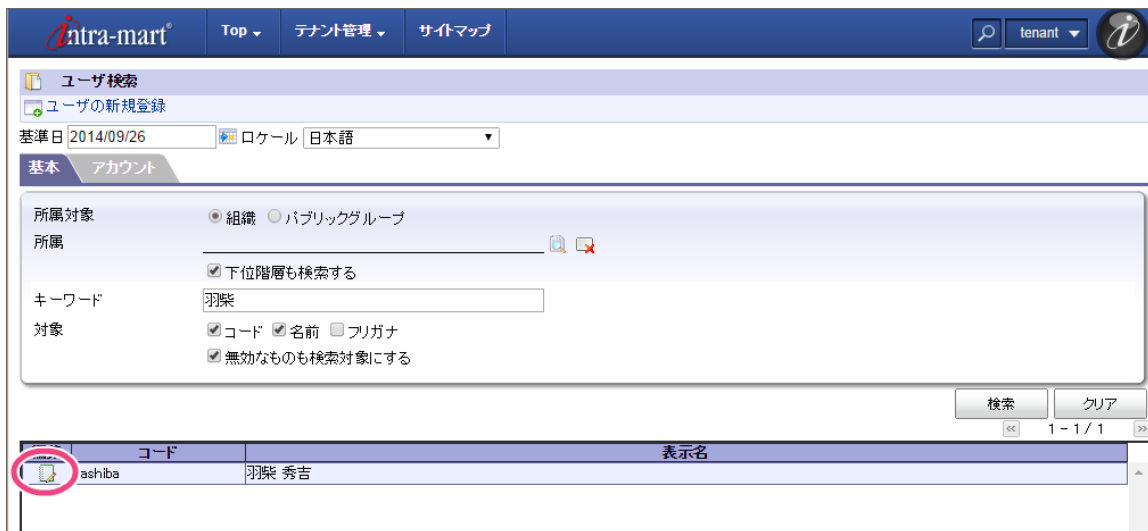 intra-mart® Top テナント管理 サイトマップ tenant
ユーザ検索
ユーザの新規登録
基準日 2014/09/26 ロケール 日本語
基本 アカウント
所属対象 組織 パブリックグループ
所属
下位階層も検索する
キーワード 羽柴
対象 コード 名前 フリガナ
無効なものも検索対象にする
検索 クリア
<< 1 - 1 / 1 >>
コード 表示名
ashiba 羽柴 秀吉